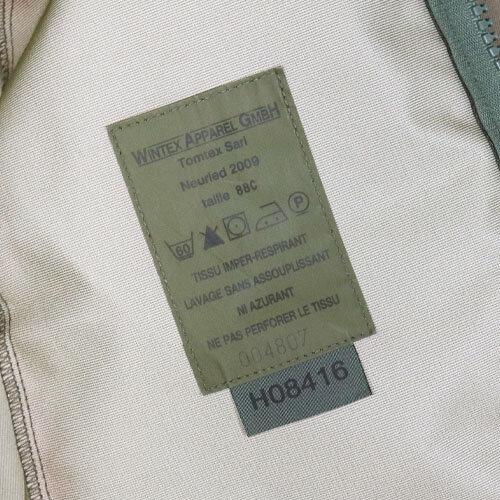 WINTEX APPAREL GMBH
Tomtex Sarl
Neuried 2009
taille 88C
60 P
TISSU IMPER-RESPIRANT
LAVAGE SANS ASSOUPLISSANT
NI AZURANT
NE PAS PERFORER LE TISSU
004807
H08416